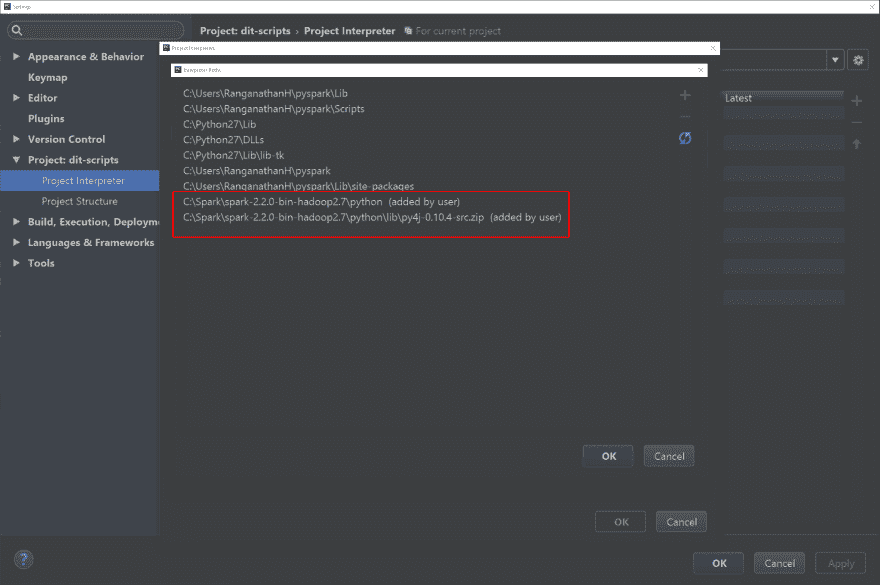 Settings
Project: dit-scripts › Project Interpreter For current project
Appearance & Behavior
Keymap
Editor
Plugins
Version Control
Project: dit-scripts
Project Interpreter
Project Structure
Build, Execution, Deployme
Languages & Frameworks
Tools
Project Interpreters
Interpreter Paths
C:\Users\RanganathanH\pyspark\Lib
C:\Users\RanganathanH\pyspark\Scripts
C:\Python27\Lib
C:\Python27\DLLs
C:\Python27\Lib\lib-tk
C:\Users\RanganathanH\pyspark
C:\Users\RanganathanH\pyspark\Lib\site-packages
C:\Spark\spark-2.2.0-bin-hadoop2.7\python (added by user)
C:\Spark\spark-2.2.0-bin-hadoop2.7\python\lib\py4j-0.10.4-src.zip (added by user)
Latest
OK Cancel
OK Cancel
? OK Cancel Apply